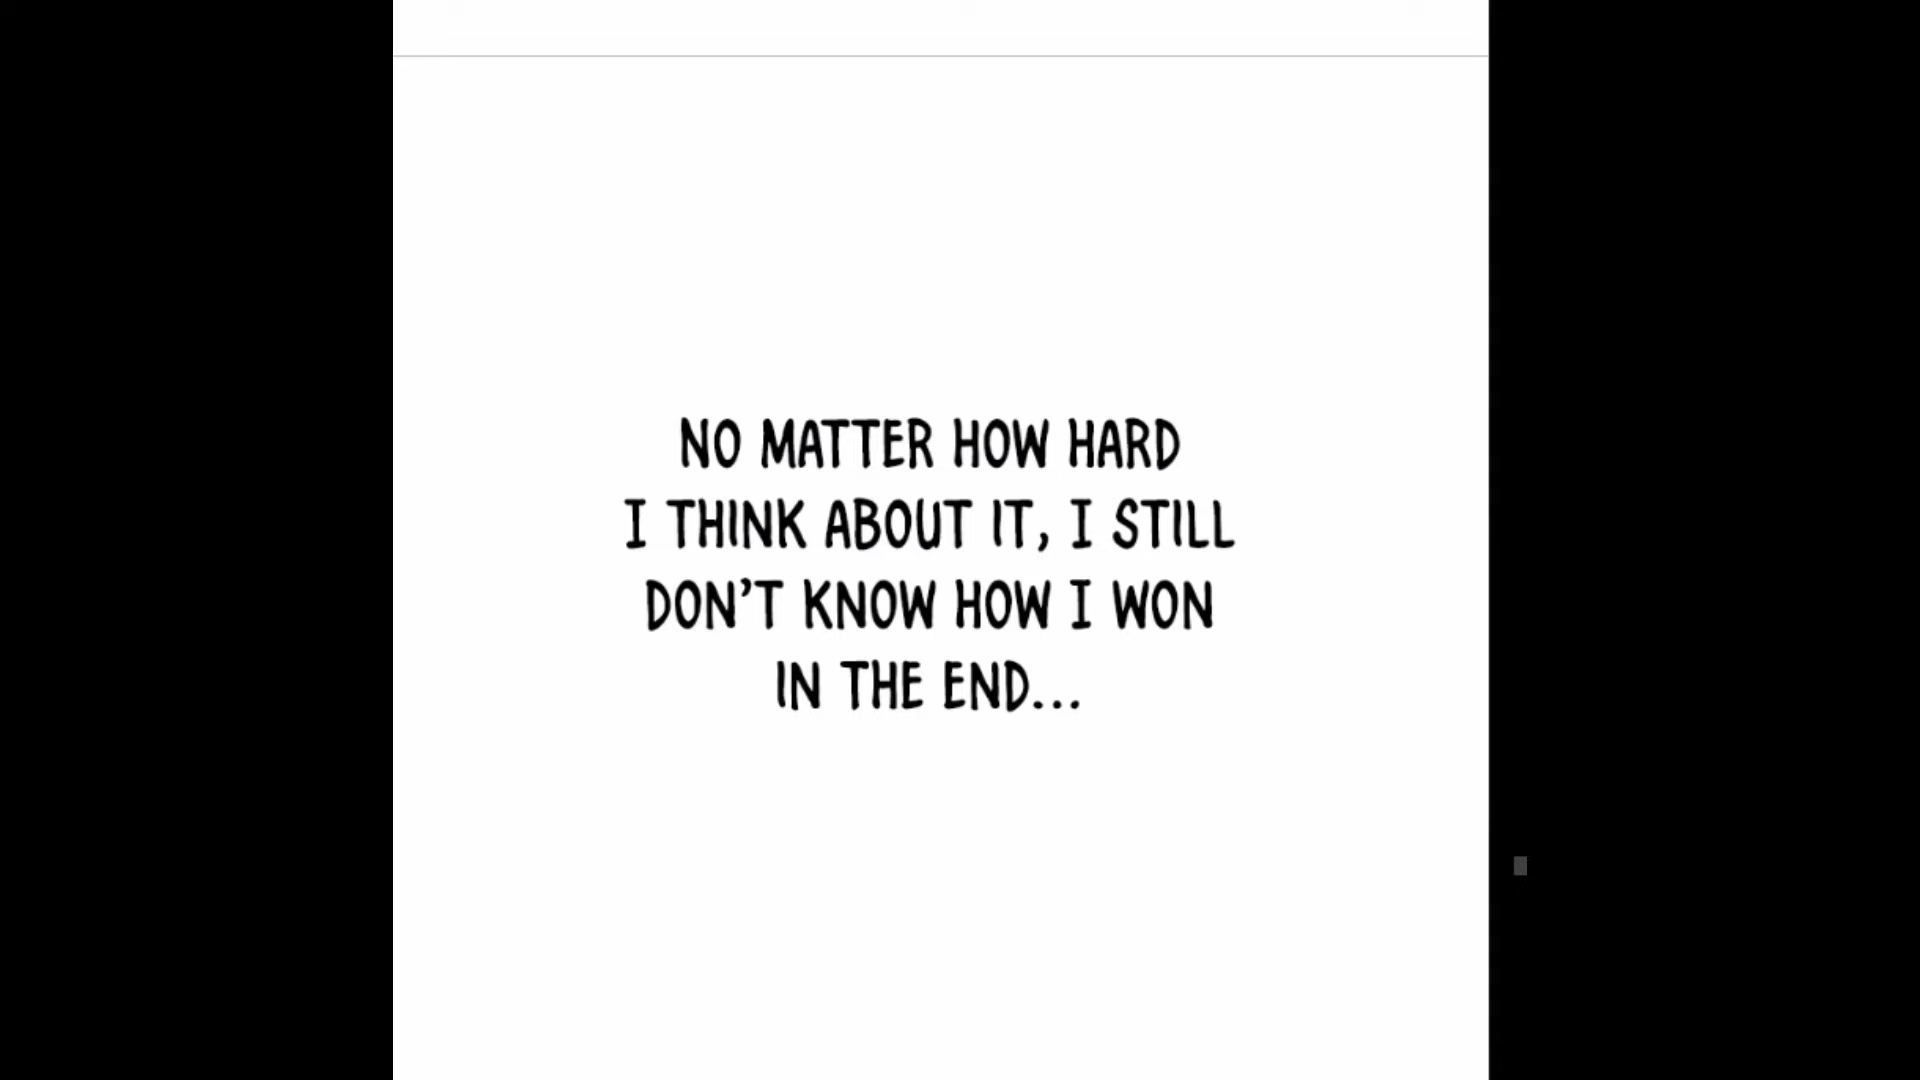 NO MATTER HOW HARD
I THINK ABOUT IT, I STILL
DON'T KNOW HOW I WON
IN THE END...